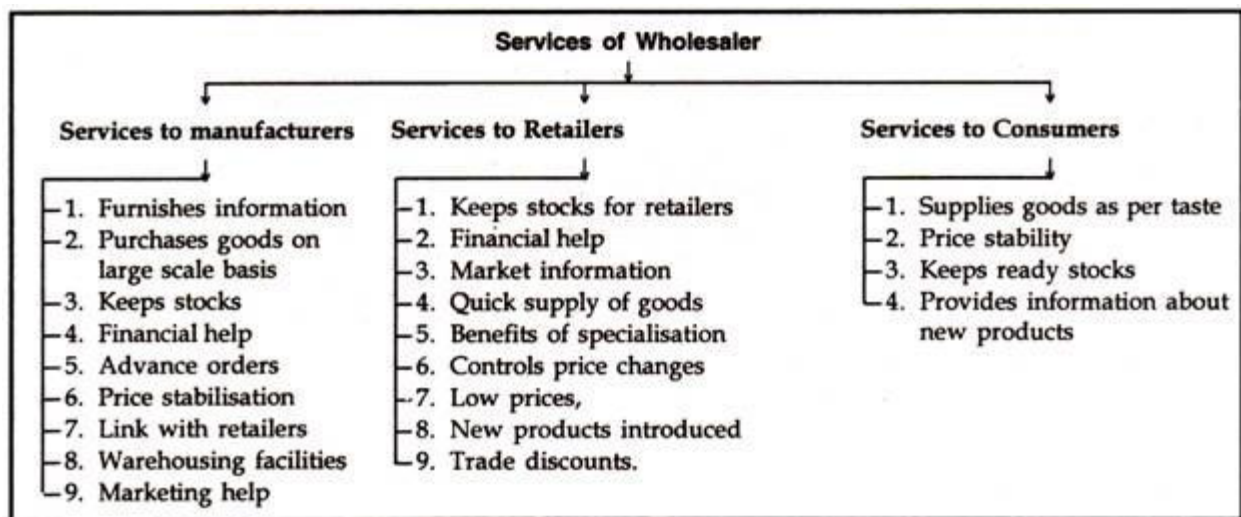 Services of Wholesaler
Services to manufacturers
1. Furnishes information
2. Purchases goods on
large scale basis
3. Keeps stocks
4. Financial help
5. Advance orders
6. Price stabilisation
7. Link with retailers
8. Warehousing facilities
9. Marketing help
Services to Retailers
1. Keeps stocks for retailers
2. Financial help
3. Market information
4. Quick supply of goods
5. Benefits of specialisation
6. Controls price changes
7. Low prices,
8. New products introduced
9. Trade discounts.
Services to Consumers
1. Supplies goods as per taste
2. Price stability
3. Keeps ready stocks
4. Provides information about
new products